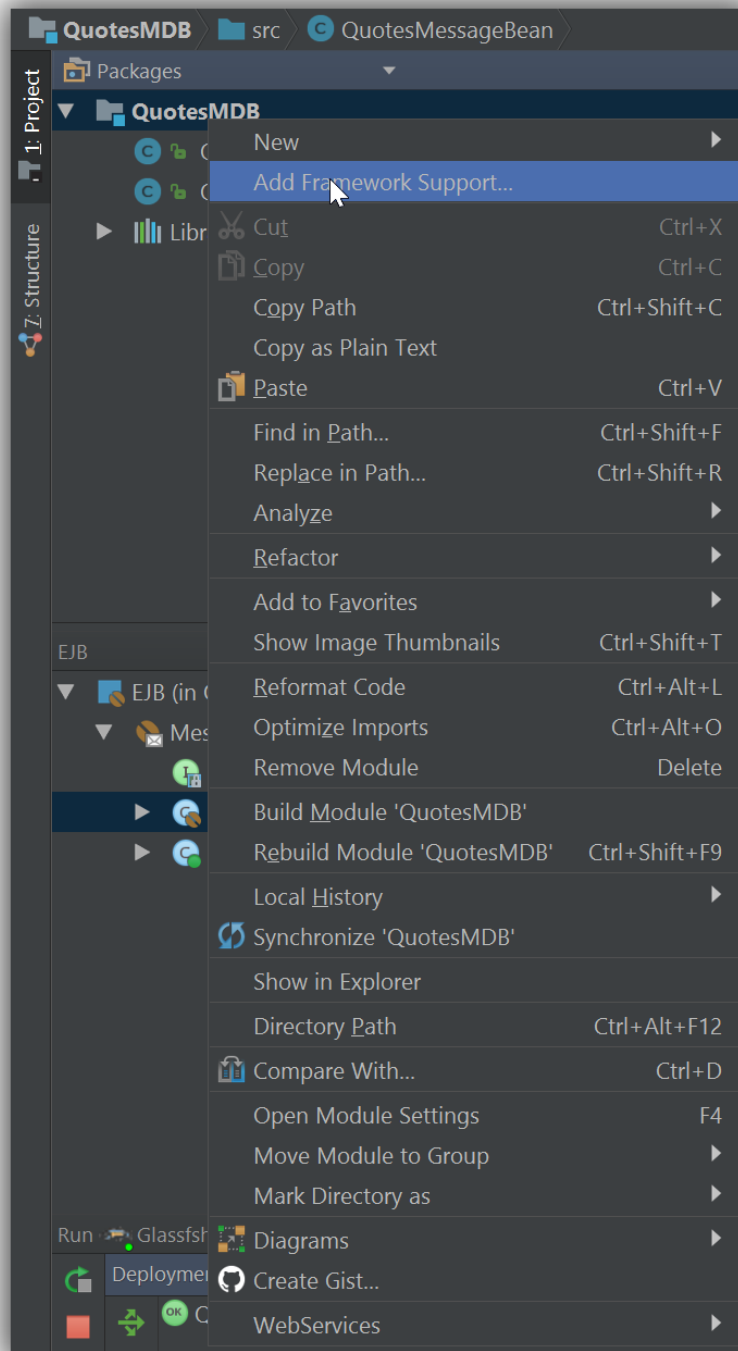 QuotesMDB src QuotesMessageBean
1: Project
Packages
QuotesMDB
New
Add Framework Support...
Cut Ctrl+X
Copy Ctrl+C
Copy Path Ctrl+Shift+C
Copy as Plain Text
Paste Ctrl+V
Find in Path... Ctrl+Shift+F
Replace in Path... Ctrl+Shift+R
Analyze
Refactor
Add to Favorites
Show Image Thumbnails Ctrl+Shift+T
Reformat Code Ctrl+Alt+L
Optimize Imports Ctrl+Alt+O
Remove Module Delete
Build Module 'QuotesMDB'
Rebuild Module 'QuotesMDB' Ctrl+Shift+F9
Local History
Synchronize 'QuotesMDB'
Show in Explorer
Directory Path Ctrl+Alt+F12
Compare With... Ctrl+D
Open Module Settings F4
Move Module to Group
Mark Directory as
Diagrams
Create Gist...
WebServices
Libr
7: Structure
EJB
EJB (in
Mes
Run Glassfsh
Deployme
OK Q